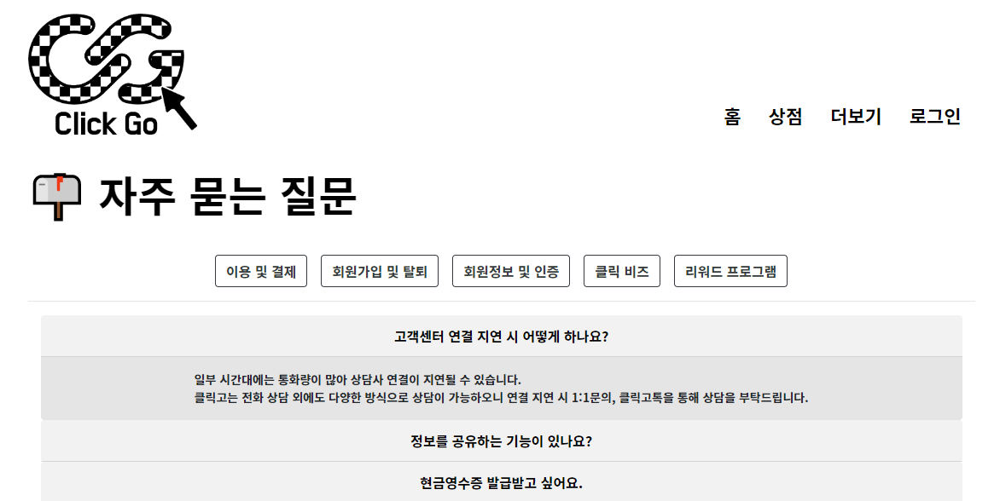 Click Go
홈 상점 더보기 로그인
자주 묻는 질문
이용 및 결제 회원가입 및 탈퇴 회원정보 및 인증 클릭 비즈 리워드 프로그램
고객센터 연결 지연 시 어떻게 하나요?
일부 시간대에는 통화량이 많아 상담사 연결이 지연될 수 있습니다.
클릭고는 전화 상담 외에도 다양한 방식으로 상담이 가능하오니 연결 지연 시 1:1문의, 클릭고톡을 통해 상담을 부탁드립니다.
정보를 공유하는 기능이 있나요?
현금영수증 발급받고 싶어요.